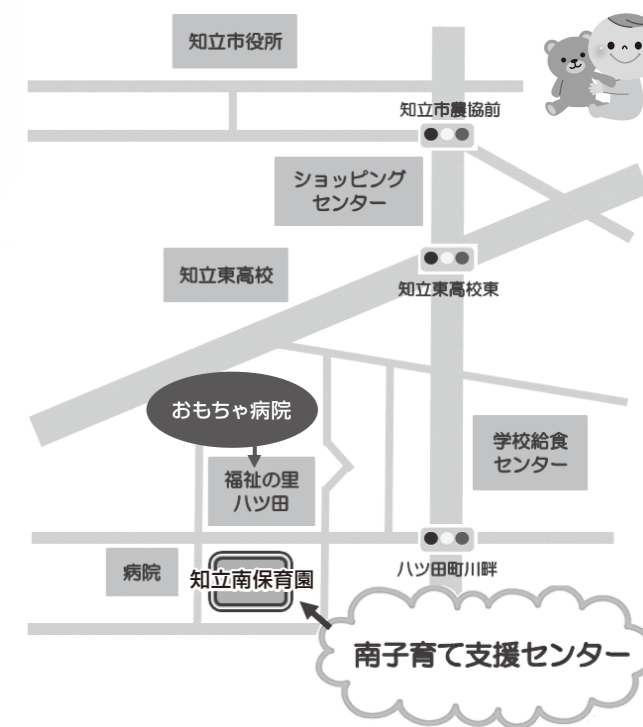 知立市役所
知立市農協前
ショッピング
センター
知立東高校
知立東高校東
おもちゃ病院
学校給食
センター
福祉の里
八ツ田
病院
知立南保育園
八ツ田町川畔
南子育て支援センター